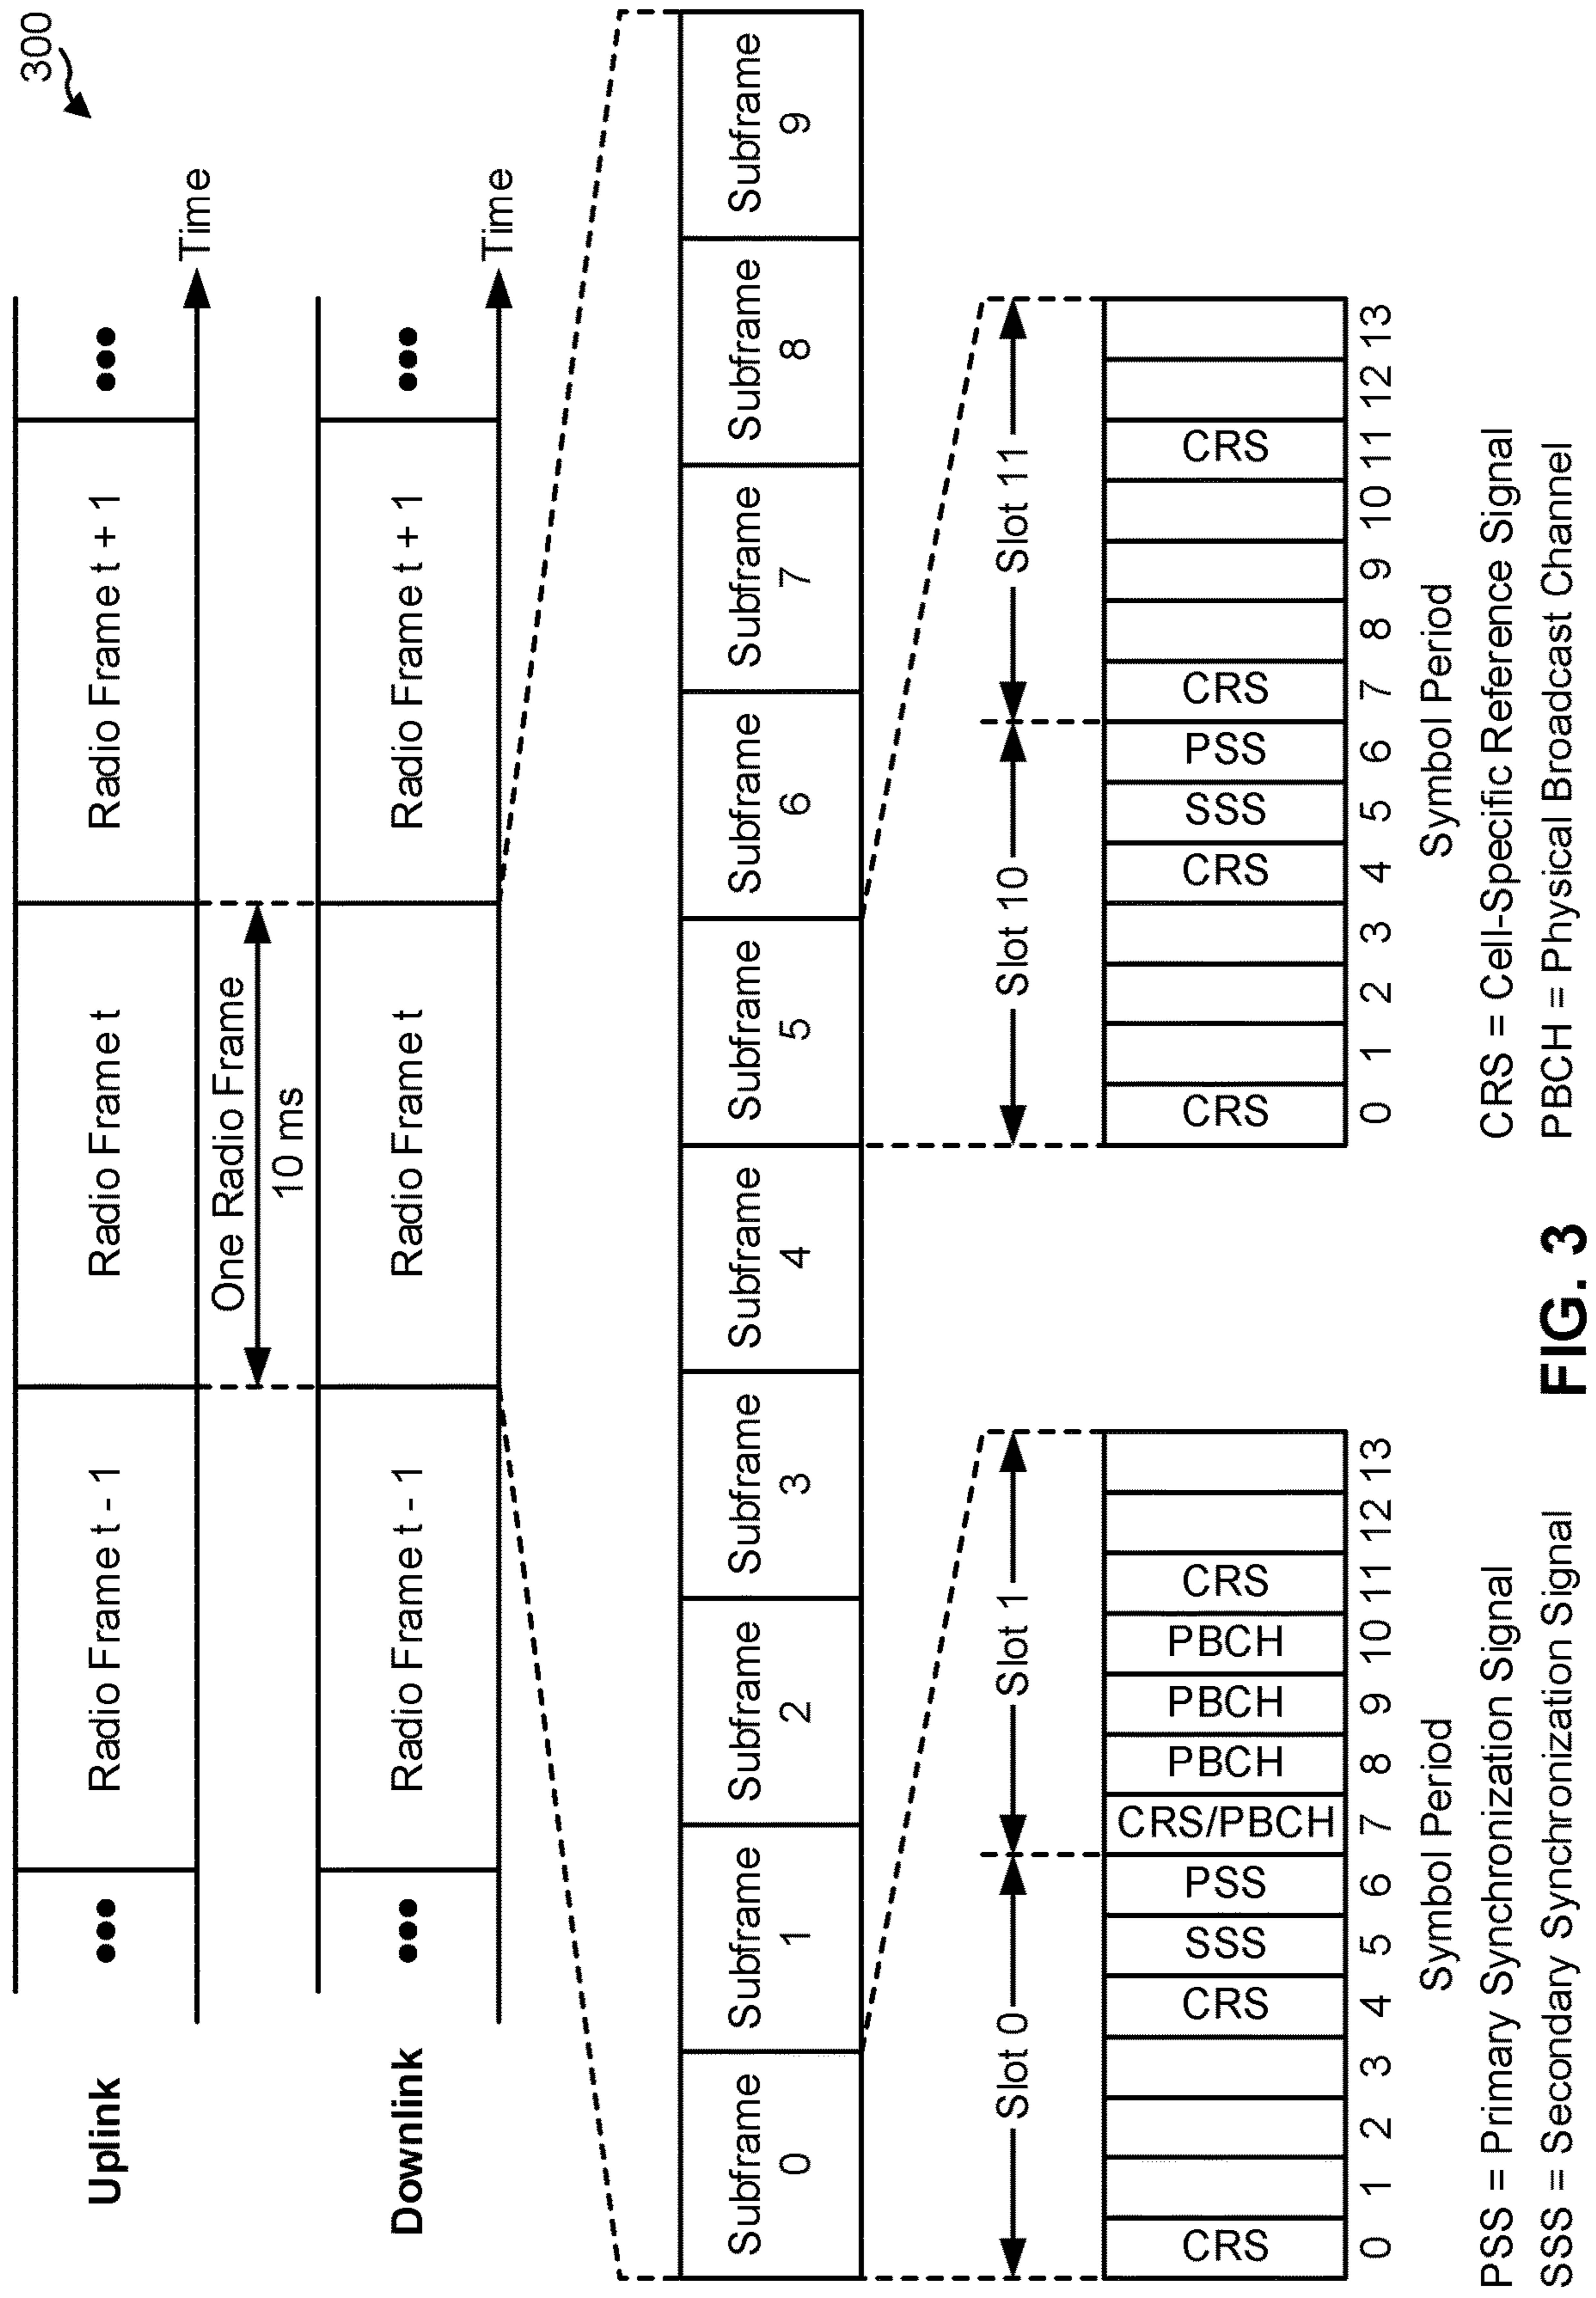 300
Uplink
Radio Frame t - 1
Radio Frame t
Radio Frame t + 1
Time
One Radio Frame
10 ms
Downlink
Radio Frame t - 1
Radio Frame t
Radio Frame t + 1
Time
Subframe Subframe Subframe Subframe Subframe Subframe Subframe Subframe Subframe Subframe
0 1 2 3 4 5 6 7 8 9
Slot 0 Slot 1 Slot 10 Slot 11
CRS SSS PSS
CRS CRS SSS PSS CRS/PBCH PBCH PBCH PBCH CRS
CRS CRS SSS PSS CRS CRS
0 1 2 3 4 5 6 7 8 9 10 11 12 13
0 1 2 3 4 5 6 7 8 9 10 11 12 13
Symbol Period
Symbol Period
PSS = Primary Synchronization Signal
CRS = Cell-Specific Reference Signal
SSS = Secondary Synchronization Signal
PBCH = Physical Broadcast Channel
FIG. 3